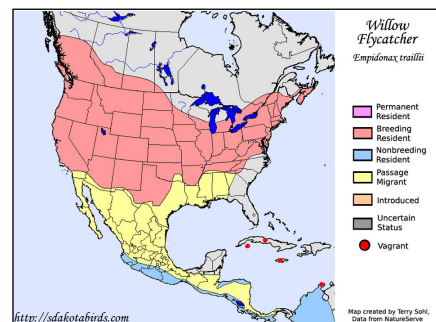 Willow
Flycatcher
Empidonax traillii
Permanent
Resident
Breeding
Resident
Nonbreeding
Resident
Passage
Migrant
Introduced
Uncertain
Status
Vagrant
http://sdakotabirds.com
Map created by Terry Sohl,
Data from NatureServe